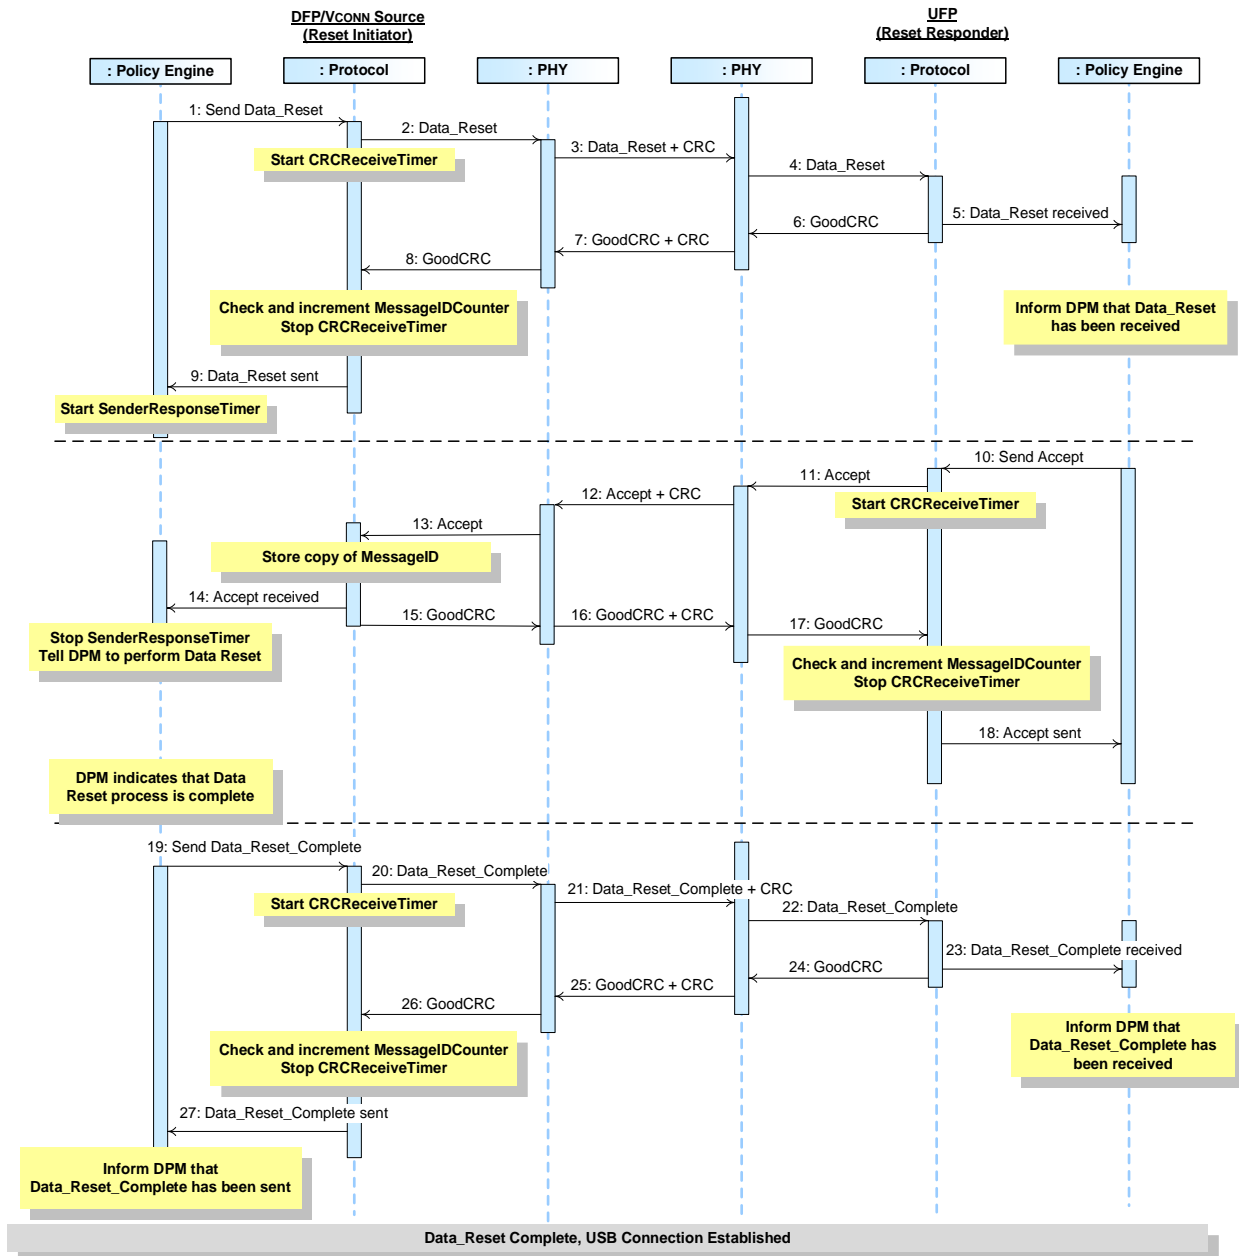 DFP/VCONN Source
(Reset Initiator)
UFP
(Reset Responder)
: Policy Engine
: Protocol
: PHY
: PHY
: Protocol
: Policy Engine
1: Send Data_Reset
2: Data_Reset
Start CRCReceiveTimer
3: Data_Reset + CRC
4: Data_Reset
5: Data_Reset received
6: GoodCRC
7: GoodCRC + CRC
8: GoodCRC
Check and increment MessageIDCounter
Stop CRCReceiveTimer
Inform DPM that Data_Reset
has been received
9: Data_Reset sent
Start SenderResponseTimer
10: Send Accept
11: Accept
Start CRCReceiveTimer
12: Accept + CRC
13: Accept
Store copy of MessageID
14: Accept received
15: GoodCRC
16: GoodCRC + CRC
17: GoodCRC
Stop SenderResponseTimer
Tell DPM to perform Data Reset
Check and increment MessageIDCounter
Stop CRCReceiveTimer
18: Accept sent
DPM indicates that Data
Reset process is complete
19: Send Data_Reset_Complete
20: Data_Reset_Complete
Start CRCReceiveTimer
21: Data_Reset_Complete + CRC
22: Data_Reset_Complete
23: Data_Reset_Complete received
24: GoodCRC
25: GoodCRC + CRC
26: GoodCRC
Check and increment MessageIDCounter
Stop CRCReceiveTimer
Inform DPM that
Data_Reset_Complete has
been received
27: Data_Reset_Complete sent
Inform DPM that
Data_Reset_Complete has been sent
Data_Reset Complete, USB Connection Established